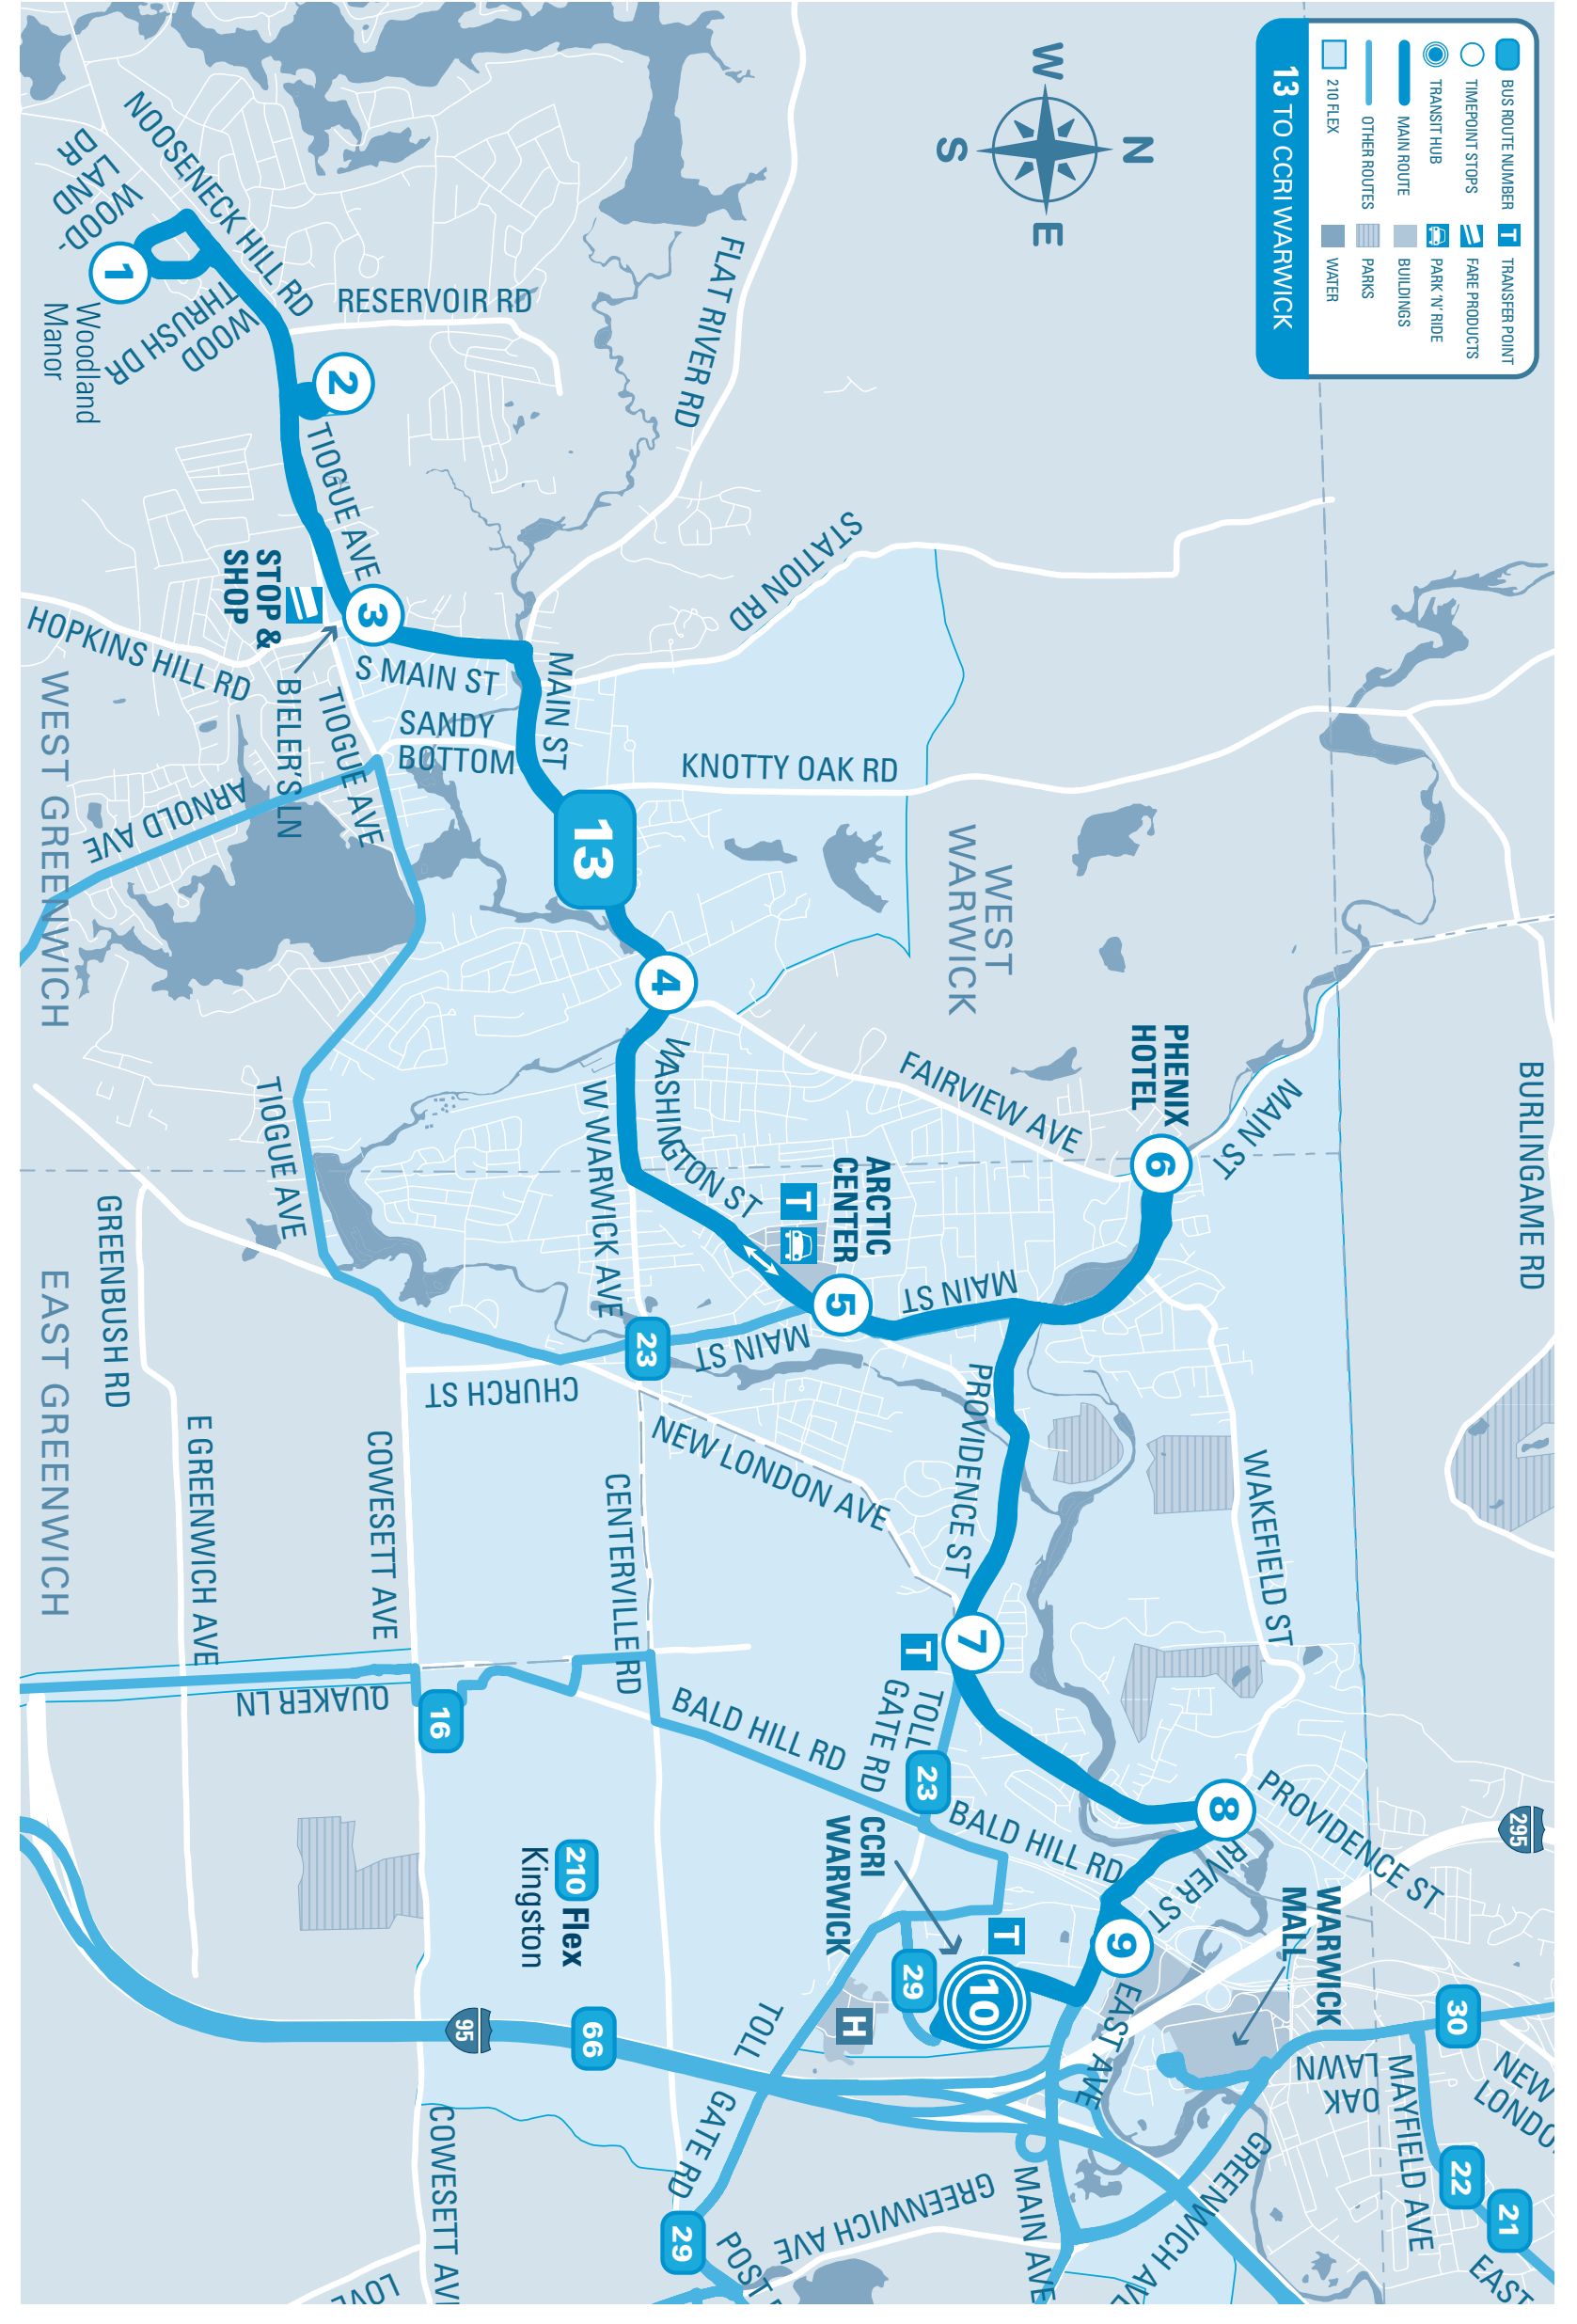 13 TO CCRI WARWICK
BUS ROUTE NUMBER
TIMEPOINT STOPS
TRANSIT HUB
MAIN ROUTE
OTHER ROUTES
210 FLEX
T
TRANSFER POINT
FARE PRODUCTS
PARK 'N' RIDE
BUILDINGS
PARKS
WATER
N
E
S
W
NOOSENECK HILL RD
WOOD-
LAND
DR
1
Woodland
Manor
WOOD
THRUSH DR
RESERVOIR RD
FLAT RIVER RD
2
TIOGUE AVE
STOP &
SHOP
3
HOPKINS HILL RD
BIELER'S LN
S MAIN ST
MAIN ST
STATION RD
SANDY
BOTTOM
TIOGUE AVE
ARNOLD AVE
KNOTTY OAK RD
WEST GREENWICH
WEST
WARWICK
13
4
WASHINGTON ST
W WARWICK AVE
FAIRVIEW AVE
PHENIX
HOTEL
6
MAIN ST
BURLINGAME RD
ARCTIC
CENTER
T
5
MAIN ST
MAIN ST
23
TIOGUE AVE
GREENBUSH RD
EAST GREENWICH
CHURCH ST
E GREENWICH AVE
COWESETT AVE
CENTERVILLE RD
NEW LONDON AVE
PROVIDENCE ST
WAKEFIELD ST
7
T
TOLL
GATE RD
23
QUAKER LN
16
BALD HILL RD
BALD HILL RD
8
PROVIDENCE ST
295
RIVER ST
9
CCRI
WARWICK
T
10
29
H
WARWICK
MALL
EAST AVE
210 Flex
Kingston
95
66
TOLL
GATE RD
29
COWESETT AV
POST
GREENWICH AVE
MAIN AVE
GREENWICH AV
30
OAK
LAWN
MAYFIELD AVE
NEW
LONDO
22
21
EAST
LOVE